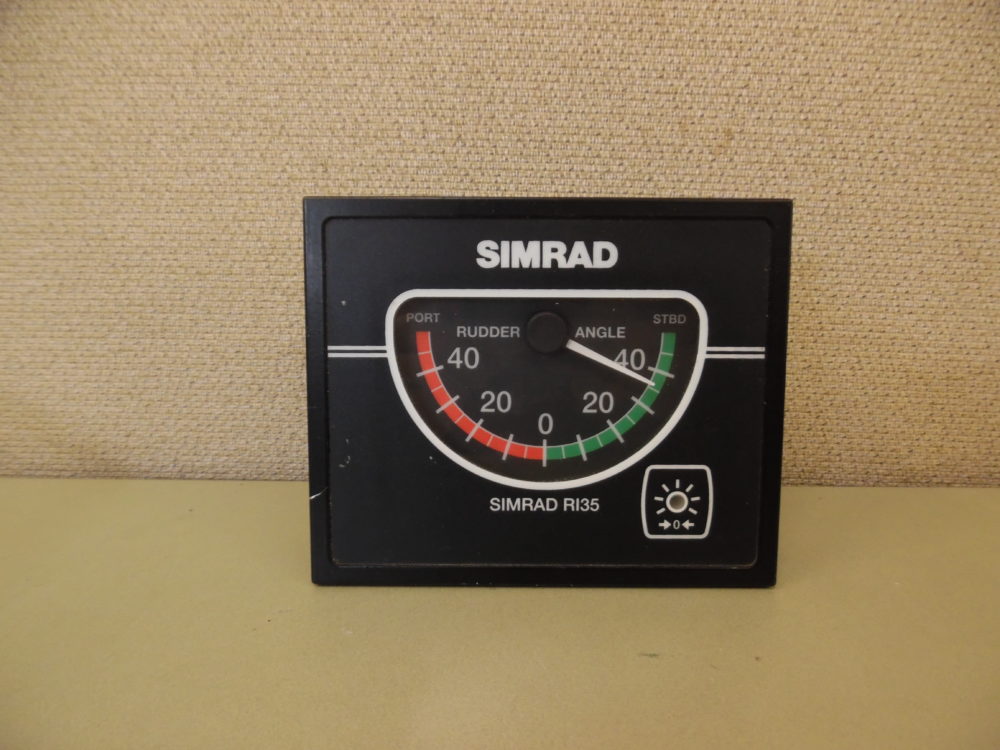 SIMRAD
PORT STBD
RUDDER ANGLE
40 40
20 20
0
SIMRAD RI35
0